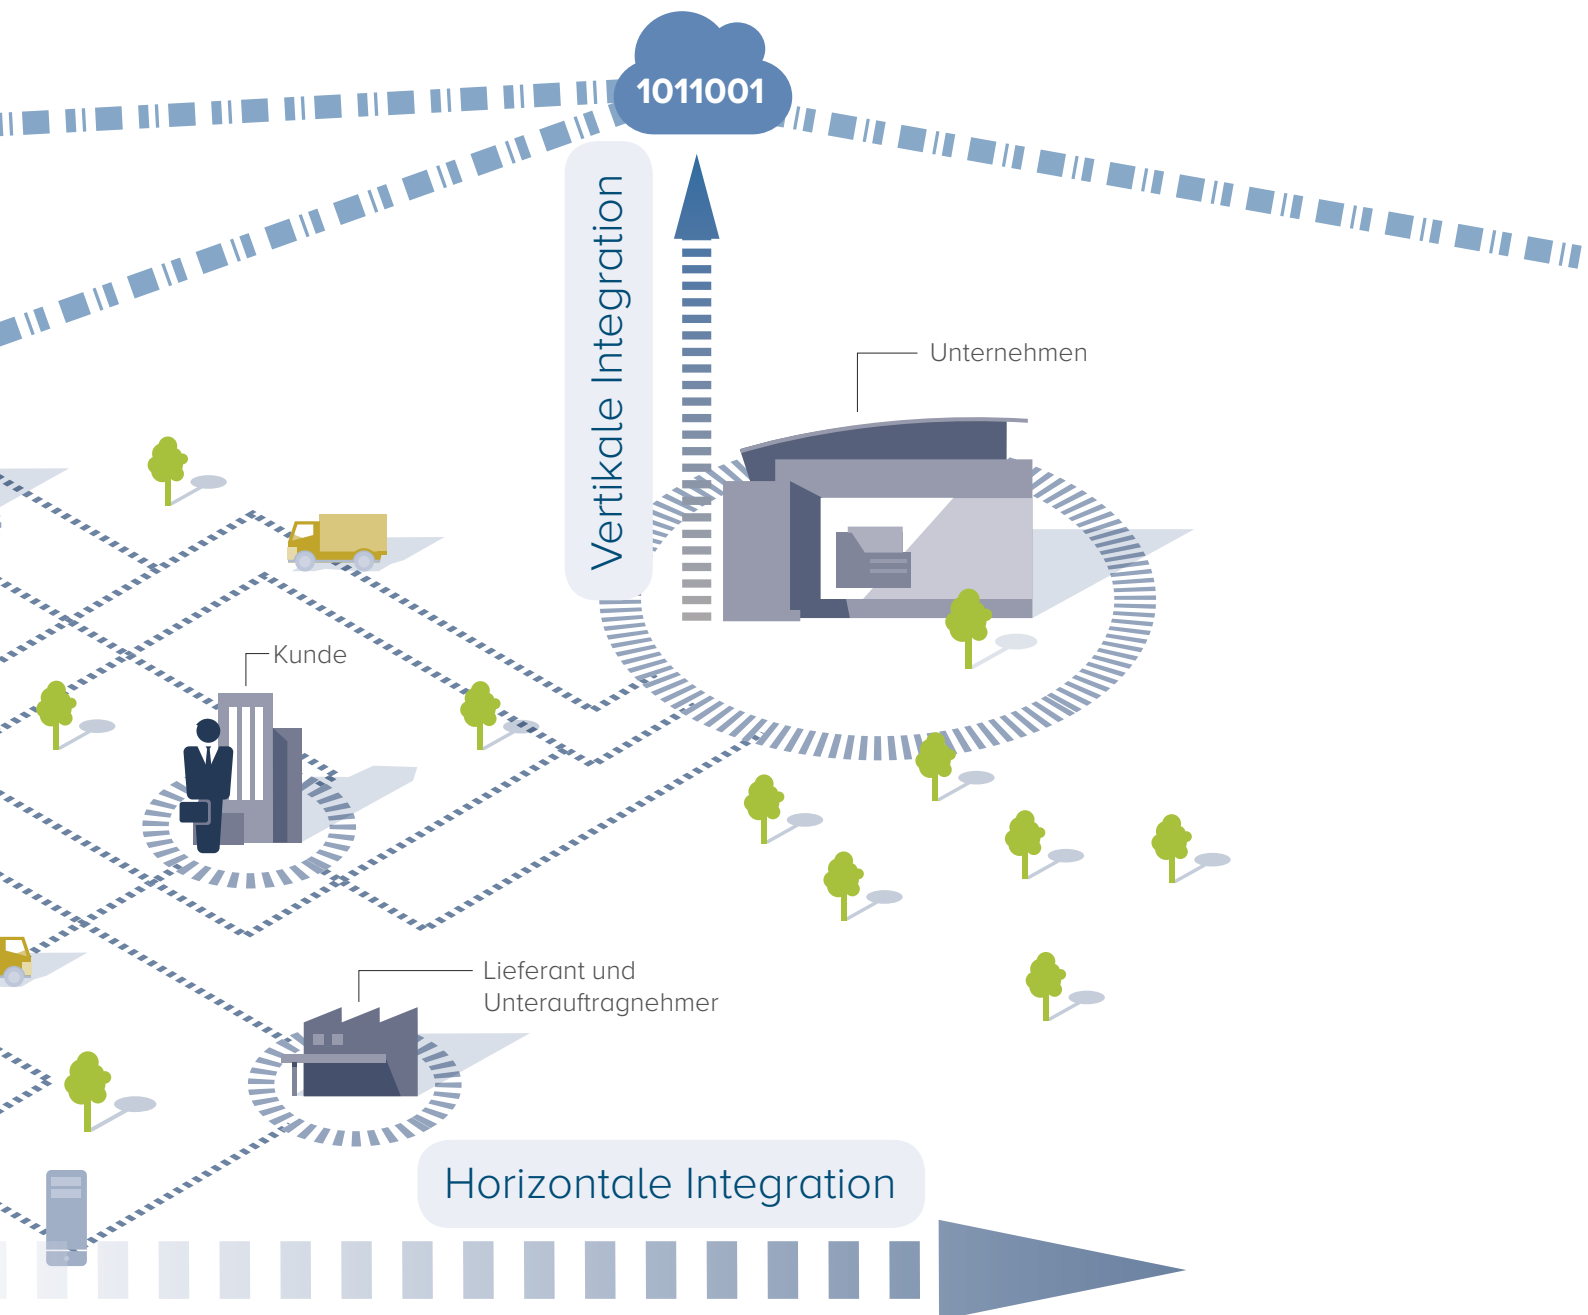 1011001
Vertikale Integration
Unternehmen
Kunde
Lieferant und
Unterauftragnehmer
Horizontale Integration